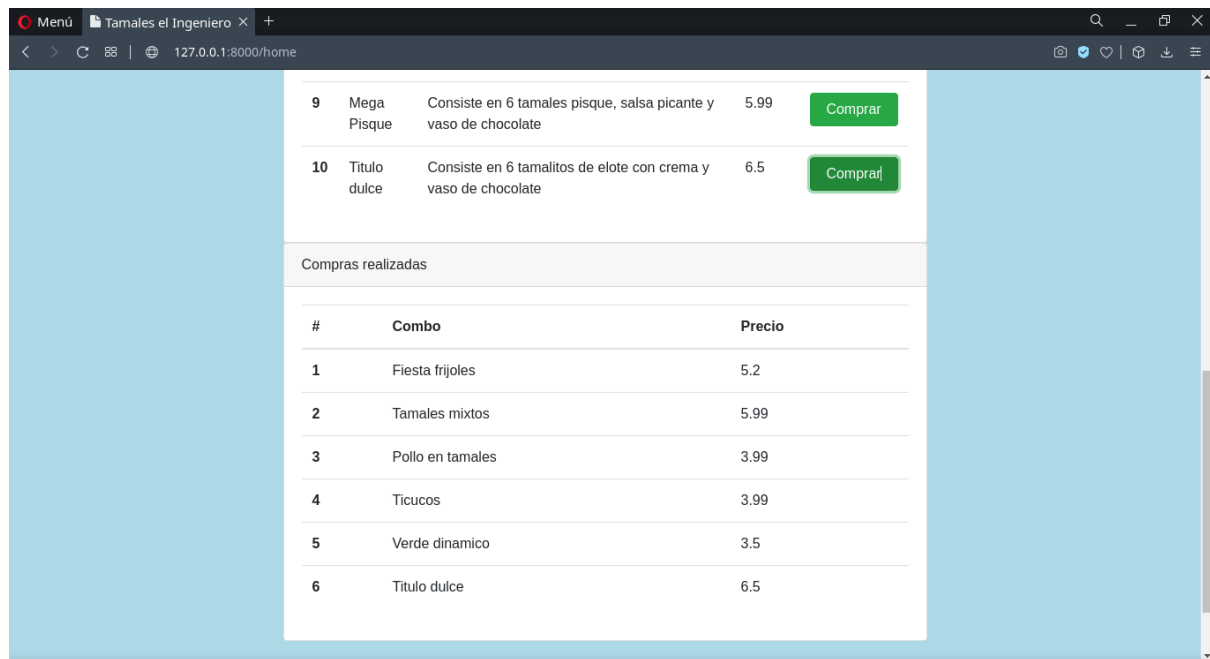 Menú Tamales el Ingeniero
127.0.0.1:8000/home
9 Mega Consiste en 6 tamales pisque, salsa picante y 5.99 Comprar
Pisque vaso de chocolate
10 Titulo Consiste en 6 tamalitos de elote con crema y 6.5 Comprar
dulce vaso de chocolate
Compras realizadas
# Combo Precio
1 Fiesta frijoles 5.2
2 Tamales mixtos 5.99
3 Pollo en tamales 3.99
4 Ticucos 3.99
5 Verde dinamico 3.5
6 Titulo dulce 6.5